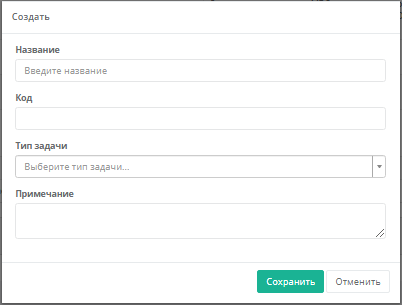 Создать
Название
Введите название
Код
Тип задачи
Выберите тип задачи...
Примечание
Сохранить Отменить